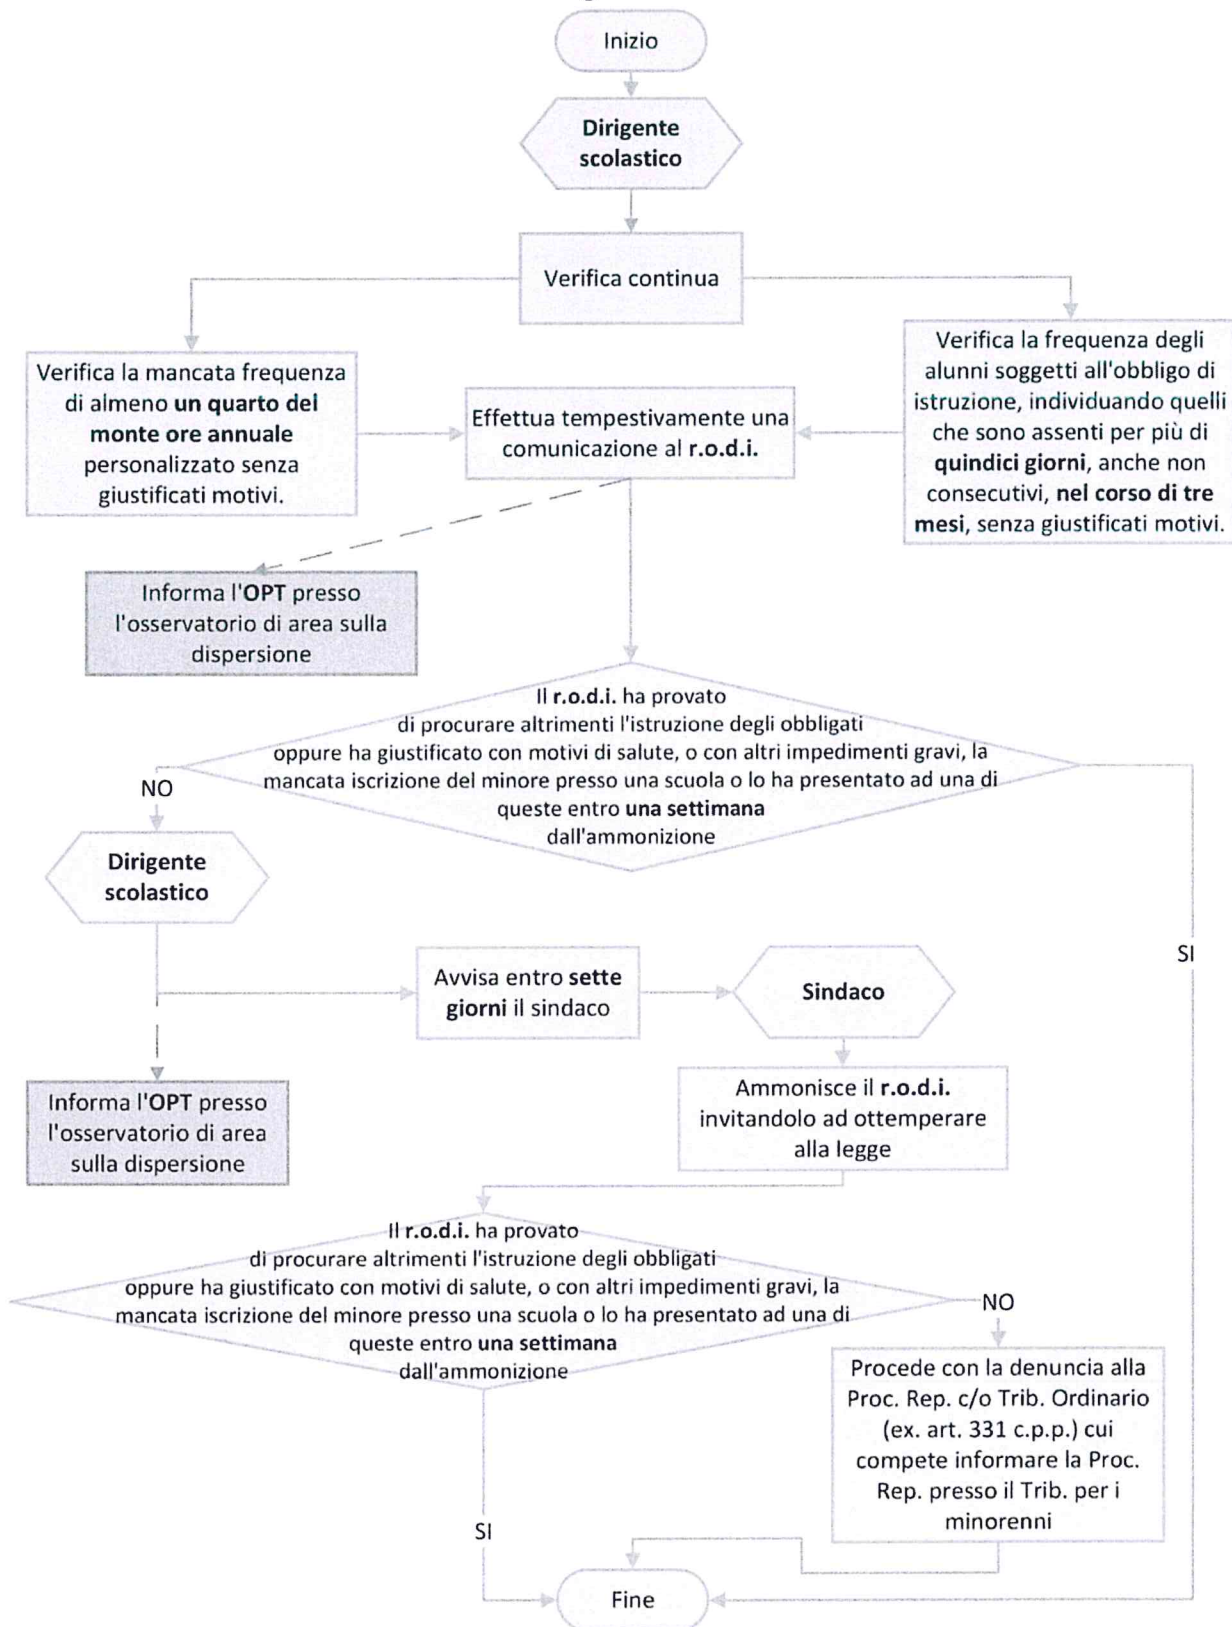 Inizio
Dirigente
scolastico
Verifica continua
Verifica la mancata frequenza
di almeno un quarto del
monte ore annuale
personalizzato senza
giustificati motivi.
Effettua tempestivamente una
comunicazione al r.o.d.i.
Verifica la frequenza degli
alunni soggetti all'obbligo di
istruzione, individuando quelli
che sono assenti per più di
quindici giorni, anche non
consecutivi, nel corso di tre
mesi, senza giustificati motivi.
Informa l'OPT presso
l'osservatorio di area sulla
dispersione
Il r.o.d.i. ha provato
di procurare altrimenti l'istruzione degli obbligati
oppure ha giustificato con motivi di salute, o con altri impedimenti gravi, la
mancata iscrizione del minore presso una scuola o lo ha presentato ad una di
queste entro una settimana
dall'ammonizione
NO
Dirigente
scolastico
SI
Avvisa entro sette
giorni il sindaco
Sindaco
Informa l'OPT presso
l'osservatorio di area
sulla dispersione
Ammonisce il r.o.d.i.
invitandolo ad ottemperare
alla legge
Il r.o.d.i. ha provato
di procurare altrimenti l'istruzione degli obbligati
oppure ha giustificato con motivi di salute, o con altri impedimenti gravi, la
mancata iscrizione del minore presso una scuola o lo ha presentato ad una di
queste entro una settimana
dall'ammonizione
NO
Procede con la denuncia alla
Proc. Rep. c/o Trib. Ordinario
(ex. art. 331 c.p.p.) cui
compete informare la Proc.
Rep. presso il Trib. per i
minorenni
SI
Fine